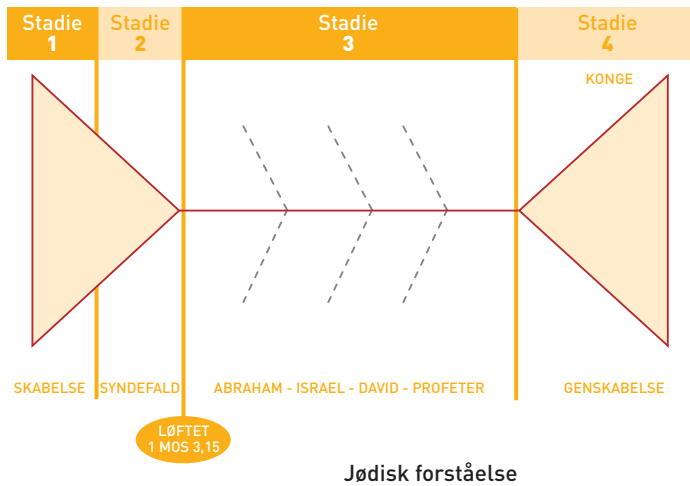 Stadie
1
Stadie
2
Stadie
3
Stadie
4
KONGE
SKABELSE
SYNDEFALD
ABRAHAM - ISRAEL - DAVID - PROFETER
GENSKABELSE
LØFTET
1 MOS 3,15
Jødisk forståelse